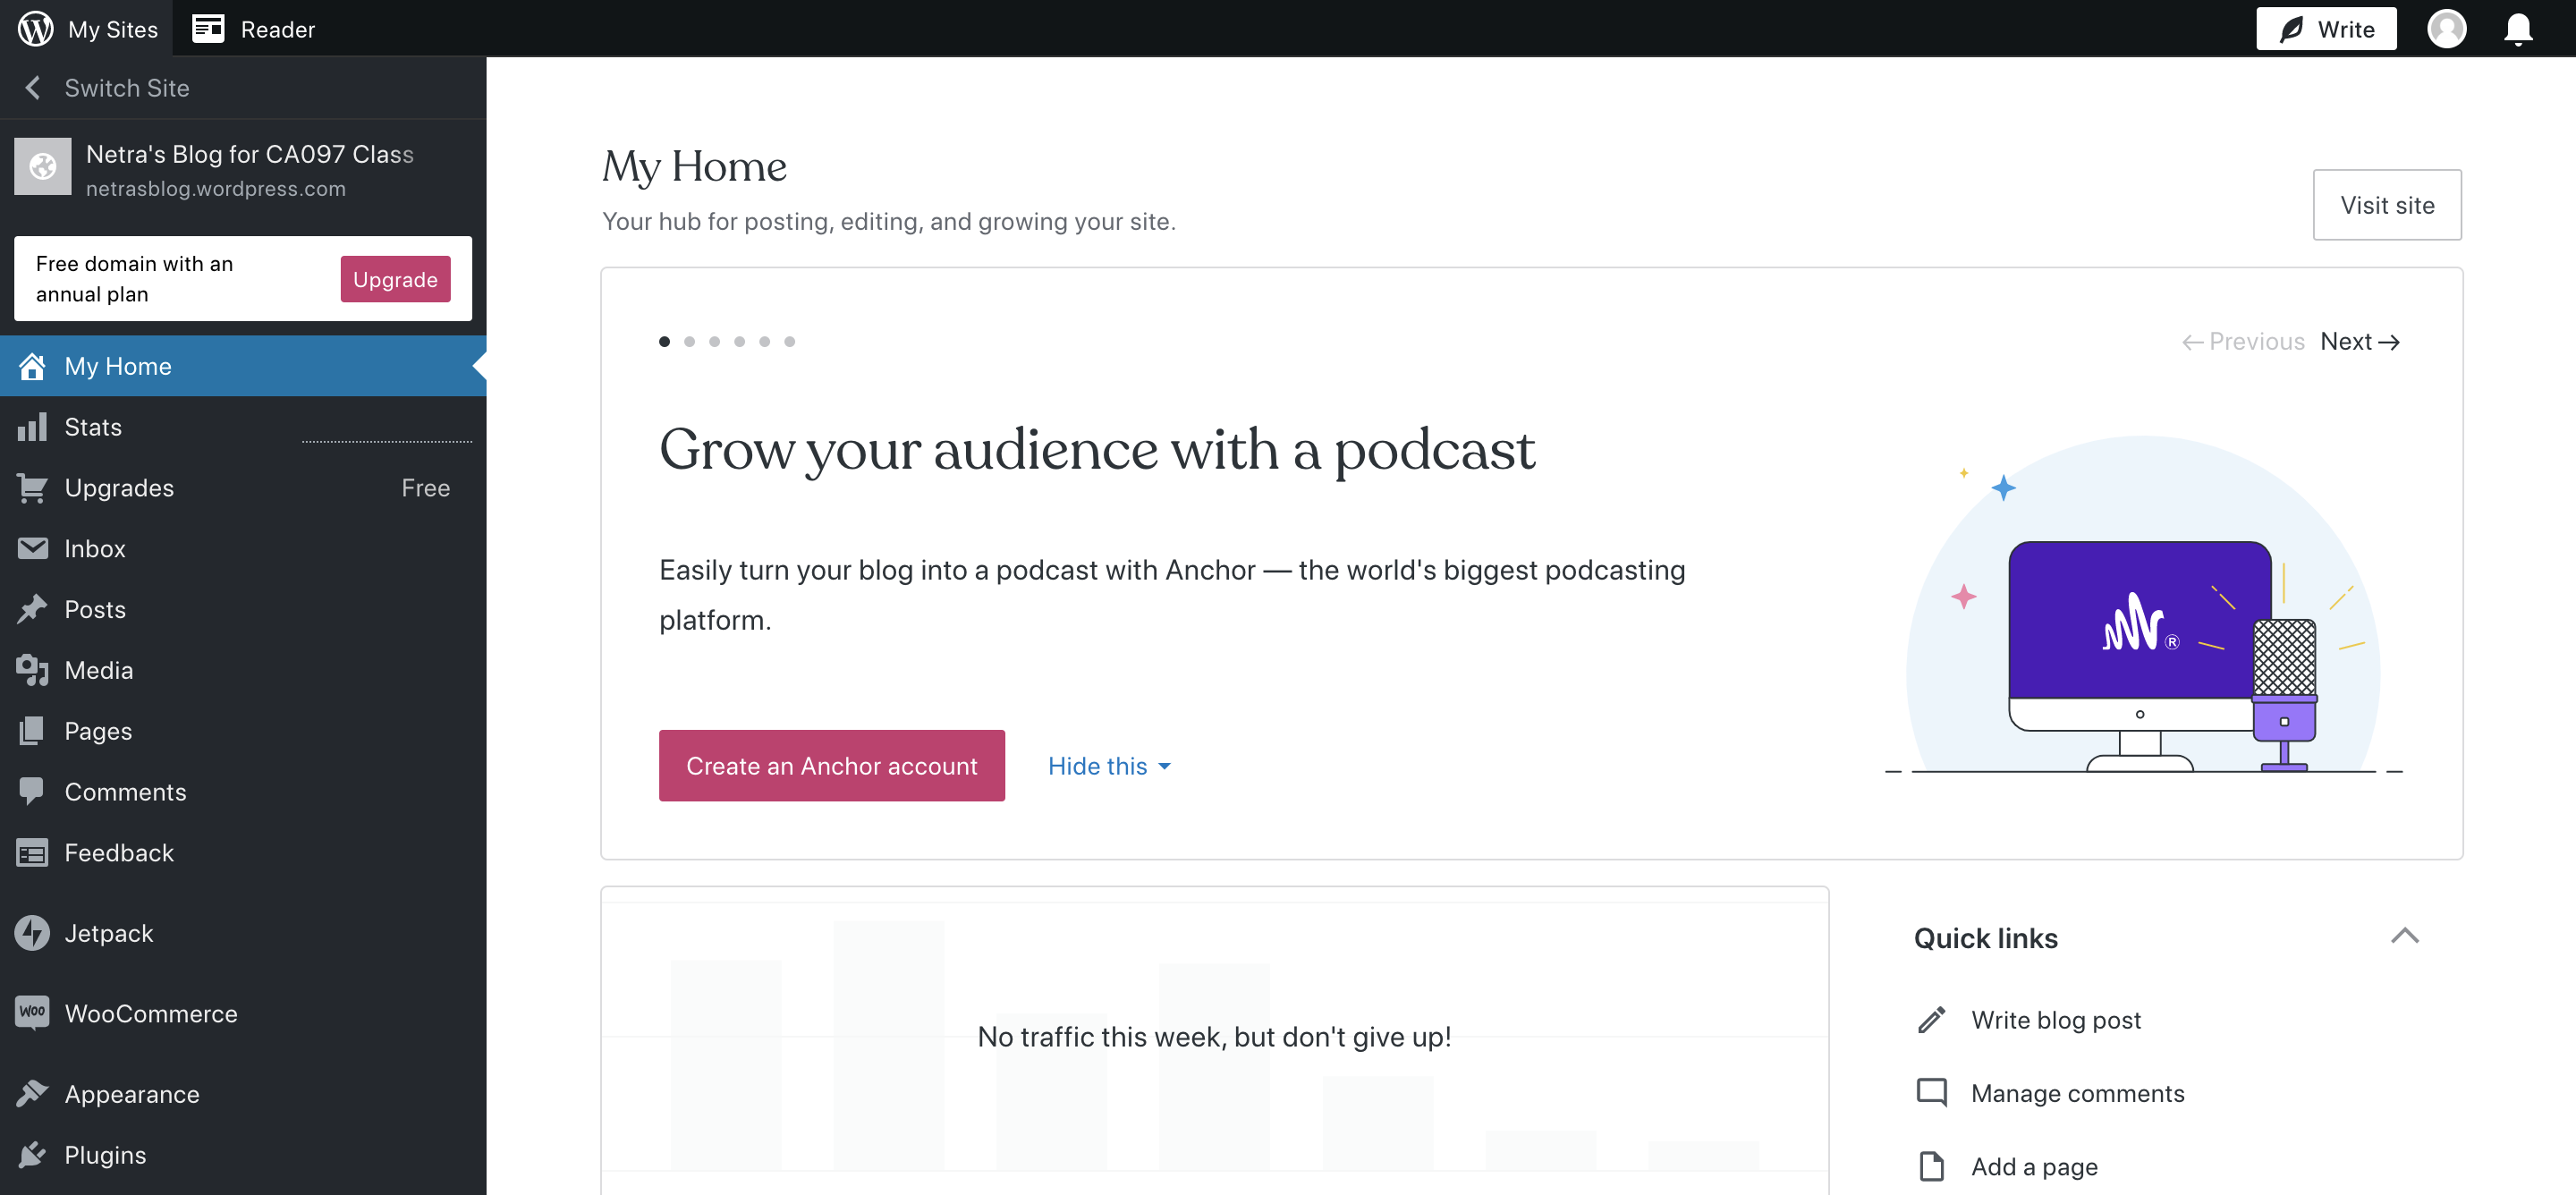 My Sites
Reader
Write
Switch Site
Netra's Blog for CA097 Class
netrasblog.wordpress.com
Free domain with an
annual plan
Upgrade
My Home
Stats
Upgrades
Free
Inbox
Posts
Media
Pages
Comments
Feedback
Jetpack
Woo
WooCommerce
Appearance
Plugins
My Home
Your hub for posting, editing, and growing your site.
Visit site
Previous
Next
Grow your audience with a podcast
Easily turn your blog into a podcast with Anchor — the world's biggest podcasting
platform.
®
Create an Anchor account
Hide this
No traffic this week, but don't give up!
Quick links
Write blog post
Manage comments
Add a page